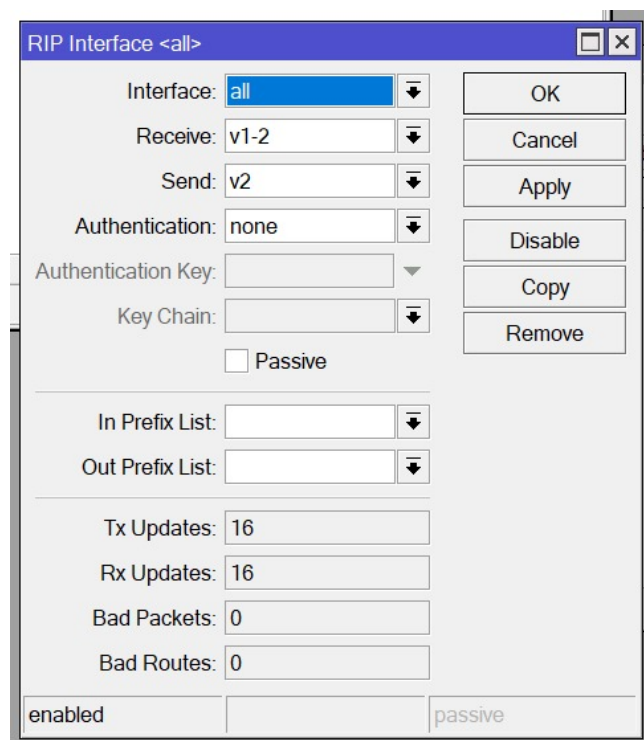 RIP Interface <all>
Interface: all
OK
Receive: v1-2
Cancel
Send: v2
Apply
Authentication: none
Disable
Authentication Key:
Copy
Key Chain:
Remove
Passive
In Prefix List:
Out Prefix List:
Tx Updates: 16
Rx Updates: 16
Bad Packets: 0
Bad Routes: 0
enabled
passive